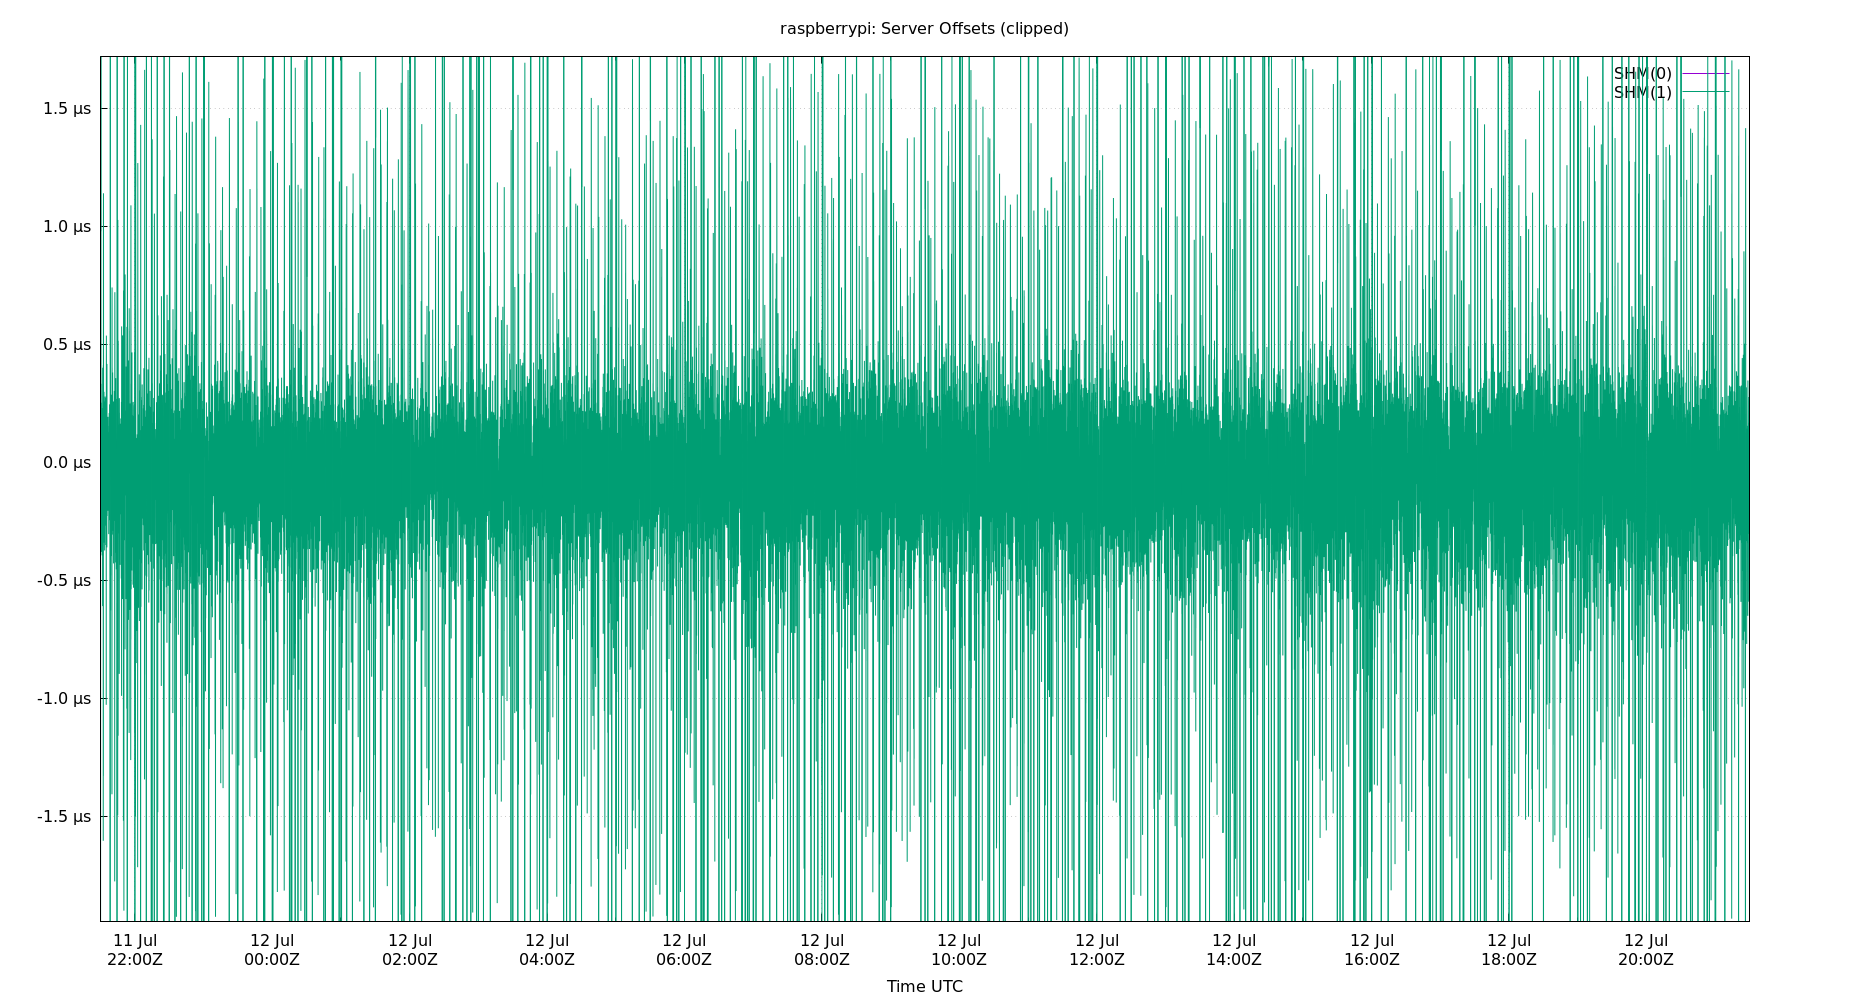 raspberrypi: Server Offsets (clipped)
SHM(0)
SHM(1)
1.5 µs
1.0 µs
0.5 µs
0.0 µs
-0.5 µs
-1.0 µs
-1.5 µs
11 Jul 12 Jul 12 Jul 12 Jul 12 Jul 12 Jul 12 Jul 12 Jul 12 Jul 12 Jul 12 Jul 12 Jul
22:00Z 00:00Z 02:00Z 04:00Z 06:00Z 08:00Z 10:00Z 12:00Z 14:00Z 16:00Z 18:00Z 20:00Z
Time UTC